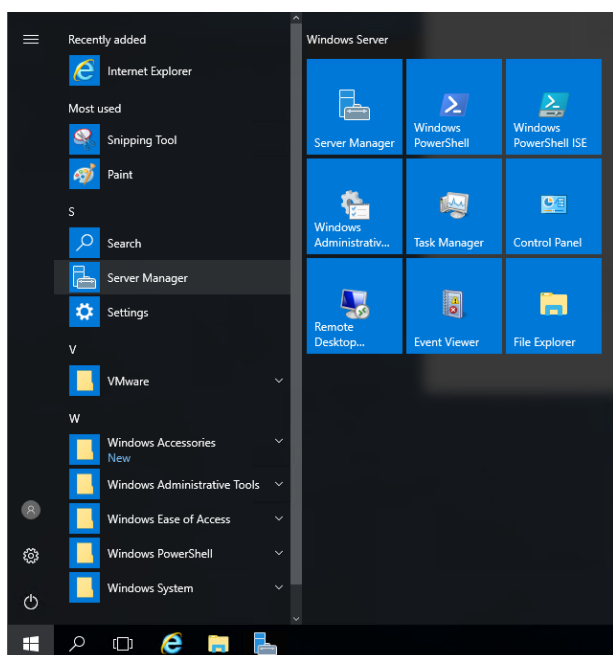 Recently added
Internet Explorer
Most used
Snipping Tool
Paint
S
Search
Server Manager
Settings
V
VMware
W
Windows Accessories
New
Windows Administrative Tools
Windows Ease of Access
Windows PowerShell
Windows System
Windows Server
Server Manager
Windows
PowerShell
Windows
PowerShell ISE
Windows
Administrativ...
Task Manager
Control Panel
Remote
Desktop...
Event Viewer
File Explorer